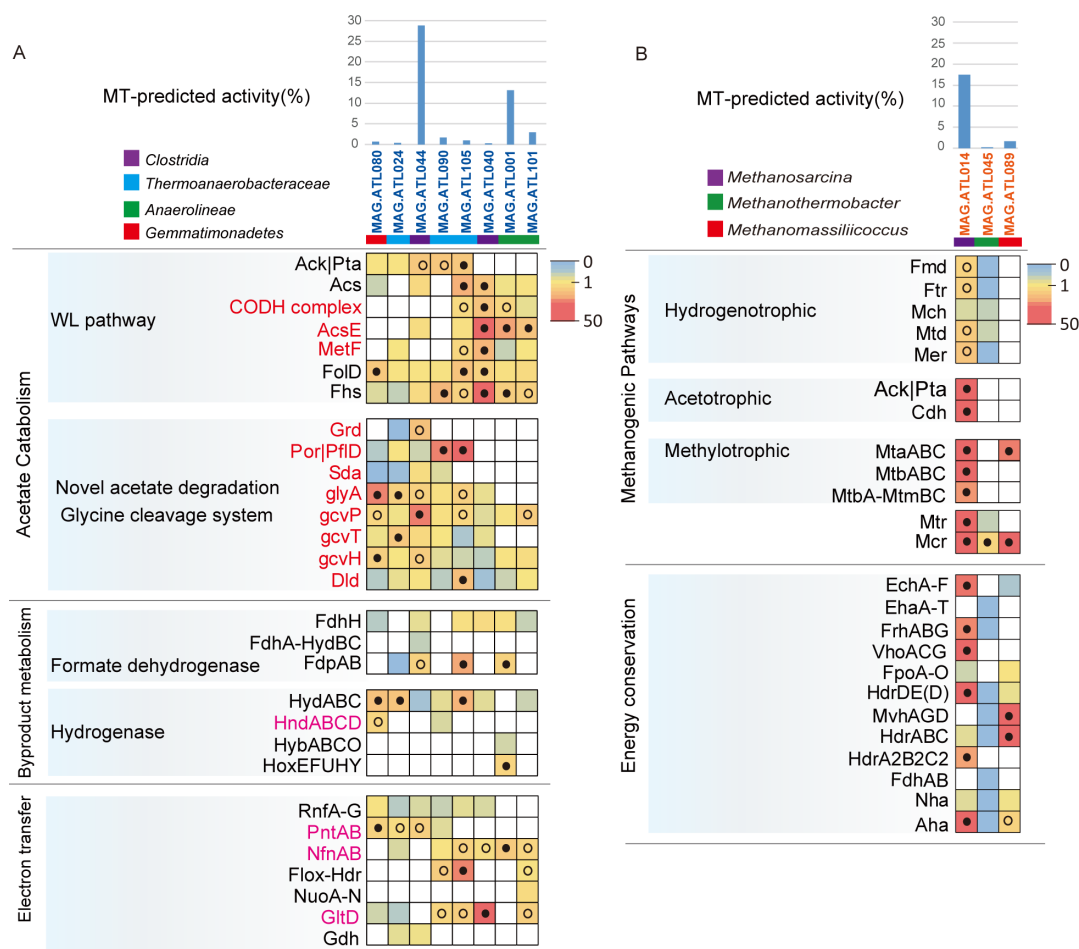 A
MT-predicted activity(%)
30
25
20
15
10
5
0
Clostridia
Thermoanaerobacteraceae
Anaerolineae
Gemmatimonadetes
MAG.ATL080
MAG.ATL024
MAG.ATL044
MAG.ATL090
MAG.ATL105
MAG.ATL040
MAG.ATL001
MAG.ATL101
0
1
50
Acetate Catabolism
WL pathway
Ack|Pta
Acs
CODH complex
AcsE
MetF
FolD
Fhs
Novel acetate degradation
Glycine cleavage system
Grd
Por|PflD
Sda
glyA
gcvP
gcvT
gcvH
Dld
Byproduct metabolism
Formate dehydrogenase
FdhH
FdhA-HydBC
FdpAB
Hydrogenase
HydABC
HndABCD
HybABCO
HoxEFUHY
Electron transfer
RnfA-G
PntAB
NfnAB
Flox-Hdr
NuoA-N
GltD
Gdh
B
MT-predicted activity(%)
30
25
20
15
10
5
0
Methanosarcina
Methanothermobacter
Methanomassiliicoccus
MAG.ATL014
MAG.ATL045
MAG.ATL089
0
1
50
Methanogenic Pathways
Hydrogenotrophic
Fmd
Ftr
Mch
Mtd
Mer
Acetotrophic
Ack|Pta
Cdh
Methylotrophic
MtaABC
MtbABC
MtbA-MtmBC
Mtr
Mcr
Energy conservation
EchA-F
EhaA-T
FrhABG
VhoACG
FpoA-O
HdrDE(D)
MvhAGD
HdrABC
HdrA2B2C2
FdhAB
Nha
Aha